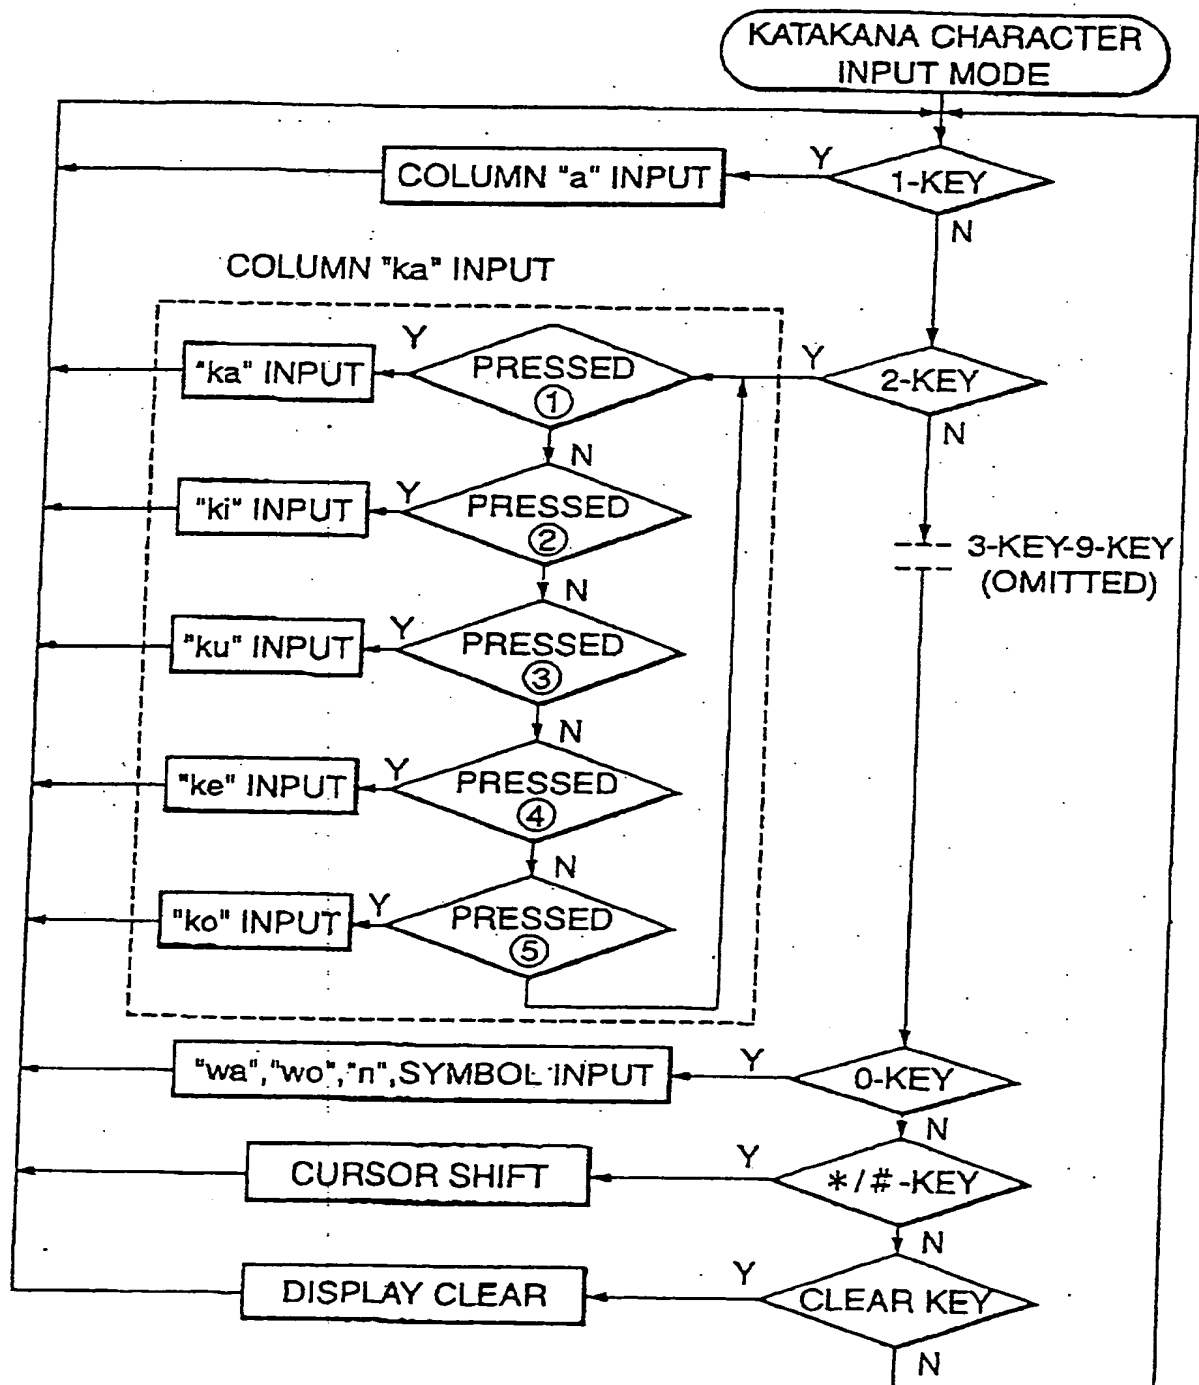 KATAKANA CHARACTER
INPUT MODE
Y
COLUMN "a" INPUT
1-KEY
N
COLUMN "ka" INPUT
Y
"ka" INPUT
PRESSED
①
Y
2-KEY
N
N
Y
"ki" INPUT
PRESSED
②
3-KEY-9-KEY
(OMITTED)
N
Y
"ku" INPUT
PRESSED
③
N
Y
"ke" INPUT
PRESSED
④
N
Y
"ko" INPUT
PRESSED
⑤
"wa","wo","n",SYMBOL INPUT
Y
0-KEY
N
CURSOR SHIFT
Y
*/#-KEY
N
DISPLAY CLEAR
Y
CLEAR KEY
N